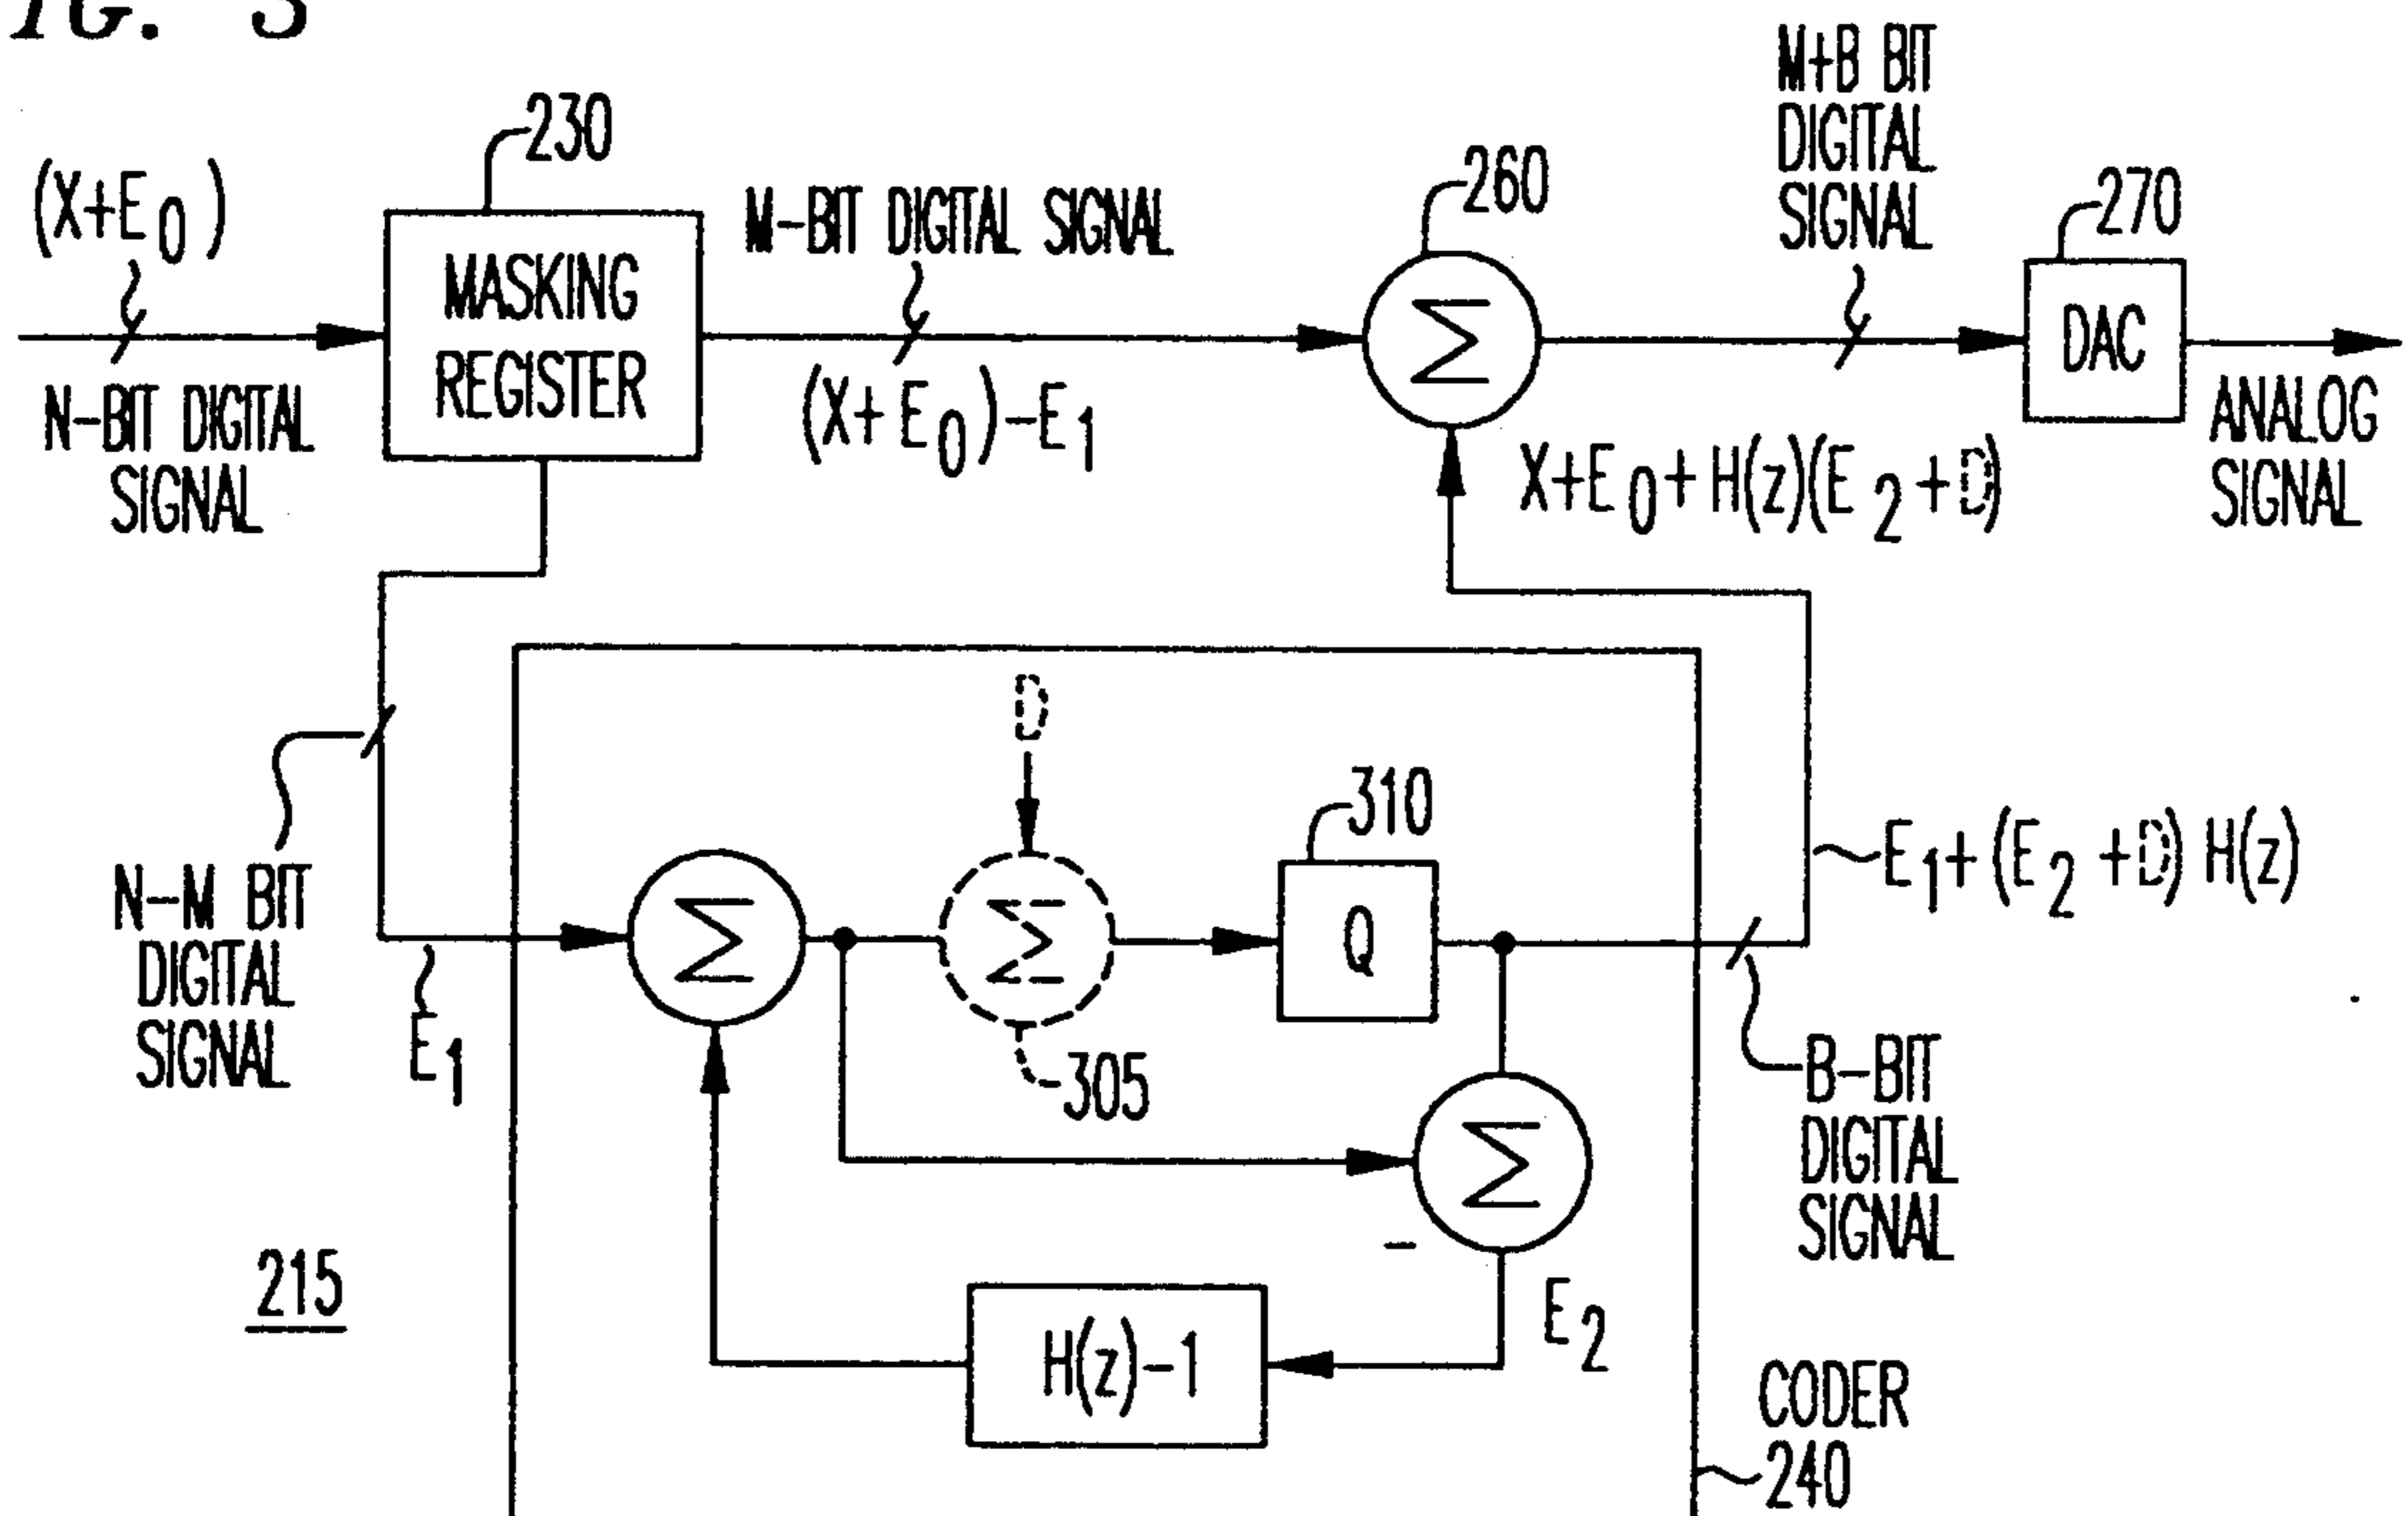 IG. 3
230
(X+E0)
N-BIT DIGITAL
SIGNAL
MASKING
REGISTER
M-BIT DIGITAL SIGNAL
(X+E0)-E1
260
Σ
M+B BIT
DIGITAL
SIGNAL
270
DAC
ANALOG
SIGNAL
X+E0+H(z)(E2+D)
N-M BIT
DIGITAL
SIGNAL
E1
Σ
D
Σ
305
310
Q
E1+(E2+D) H(z)
B-BIT
DIGITAL
SIGNAL
Σ
-
E2
H(z)-1
215
CODER
240